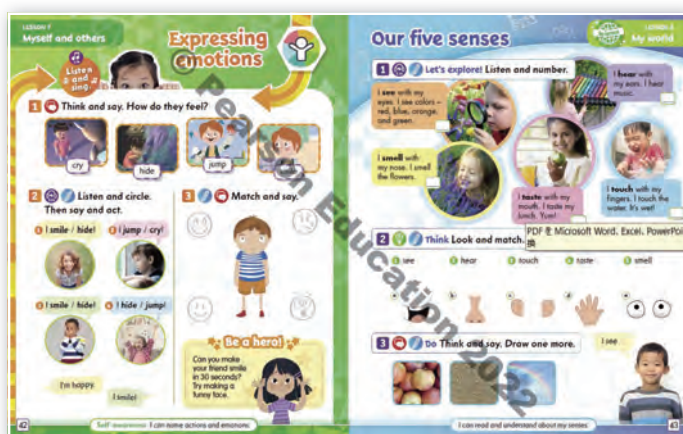 LESSON 7
Myself and others
Expressing
emotions
Listen
and
sing.
1 Think and say. How do they feel?
cry
hide
jump
2 Listen and circle.
Then say and act.
1 I smile / hide!
2 I jump / cry!
3 I smile / hide!
4 I hide / jump!
I'm happy.
I smile!
3 Match and say.
Be a hero!
Can you make
your friend smile
in 30 seconds?
Try making a
funny face.
42
Self-awareness I can name actions and emotions.
Our five senses
My world
1 Let's explore! Listen and number.
I see with my
eyes. I see colors –
red, blue, orange,
and green.
I hear with
my ears. I hear
music.
I smell with
my nose. I smell
the flowers.
I taste with my
mouth. I taste my
lunch. Yum!
I touch with my
fingers. I touch the
water. It's wet!
2 Think Look and match.
PDF を Microsoft Word, Excel, PowerPoi
換
1 see
2 hear
3 touch
4 taste
5 smell
a
b
c
d
e
3 Do Think and say. Draw one more.
I see
43
I can read and understand about my senses.
© Pearson Education 2022